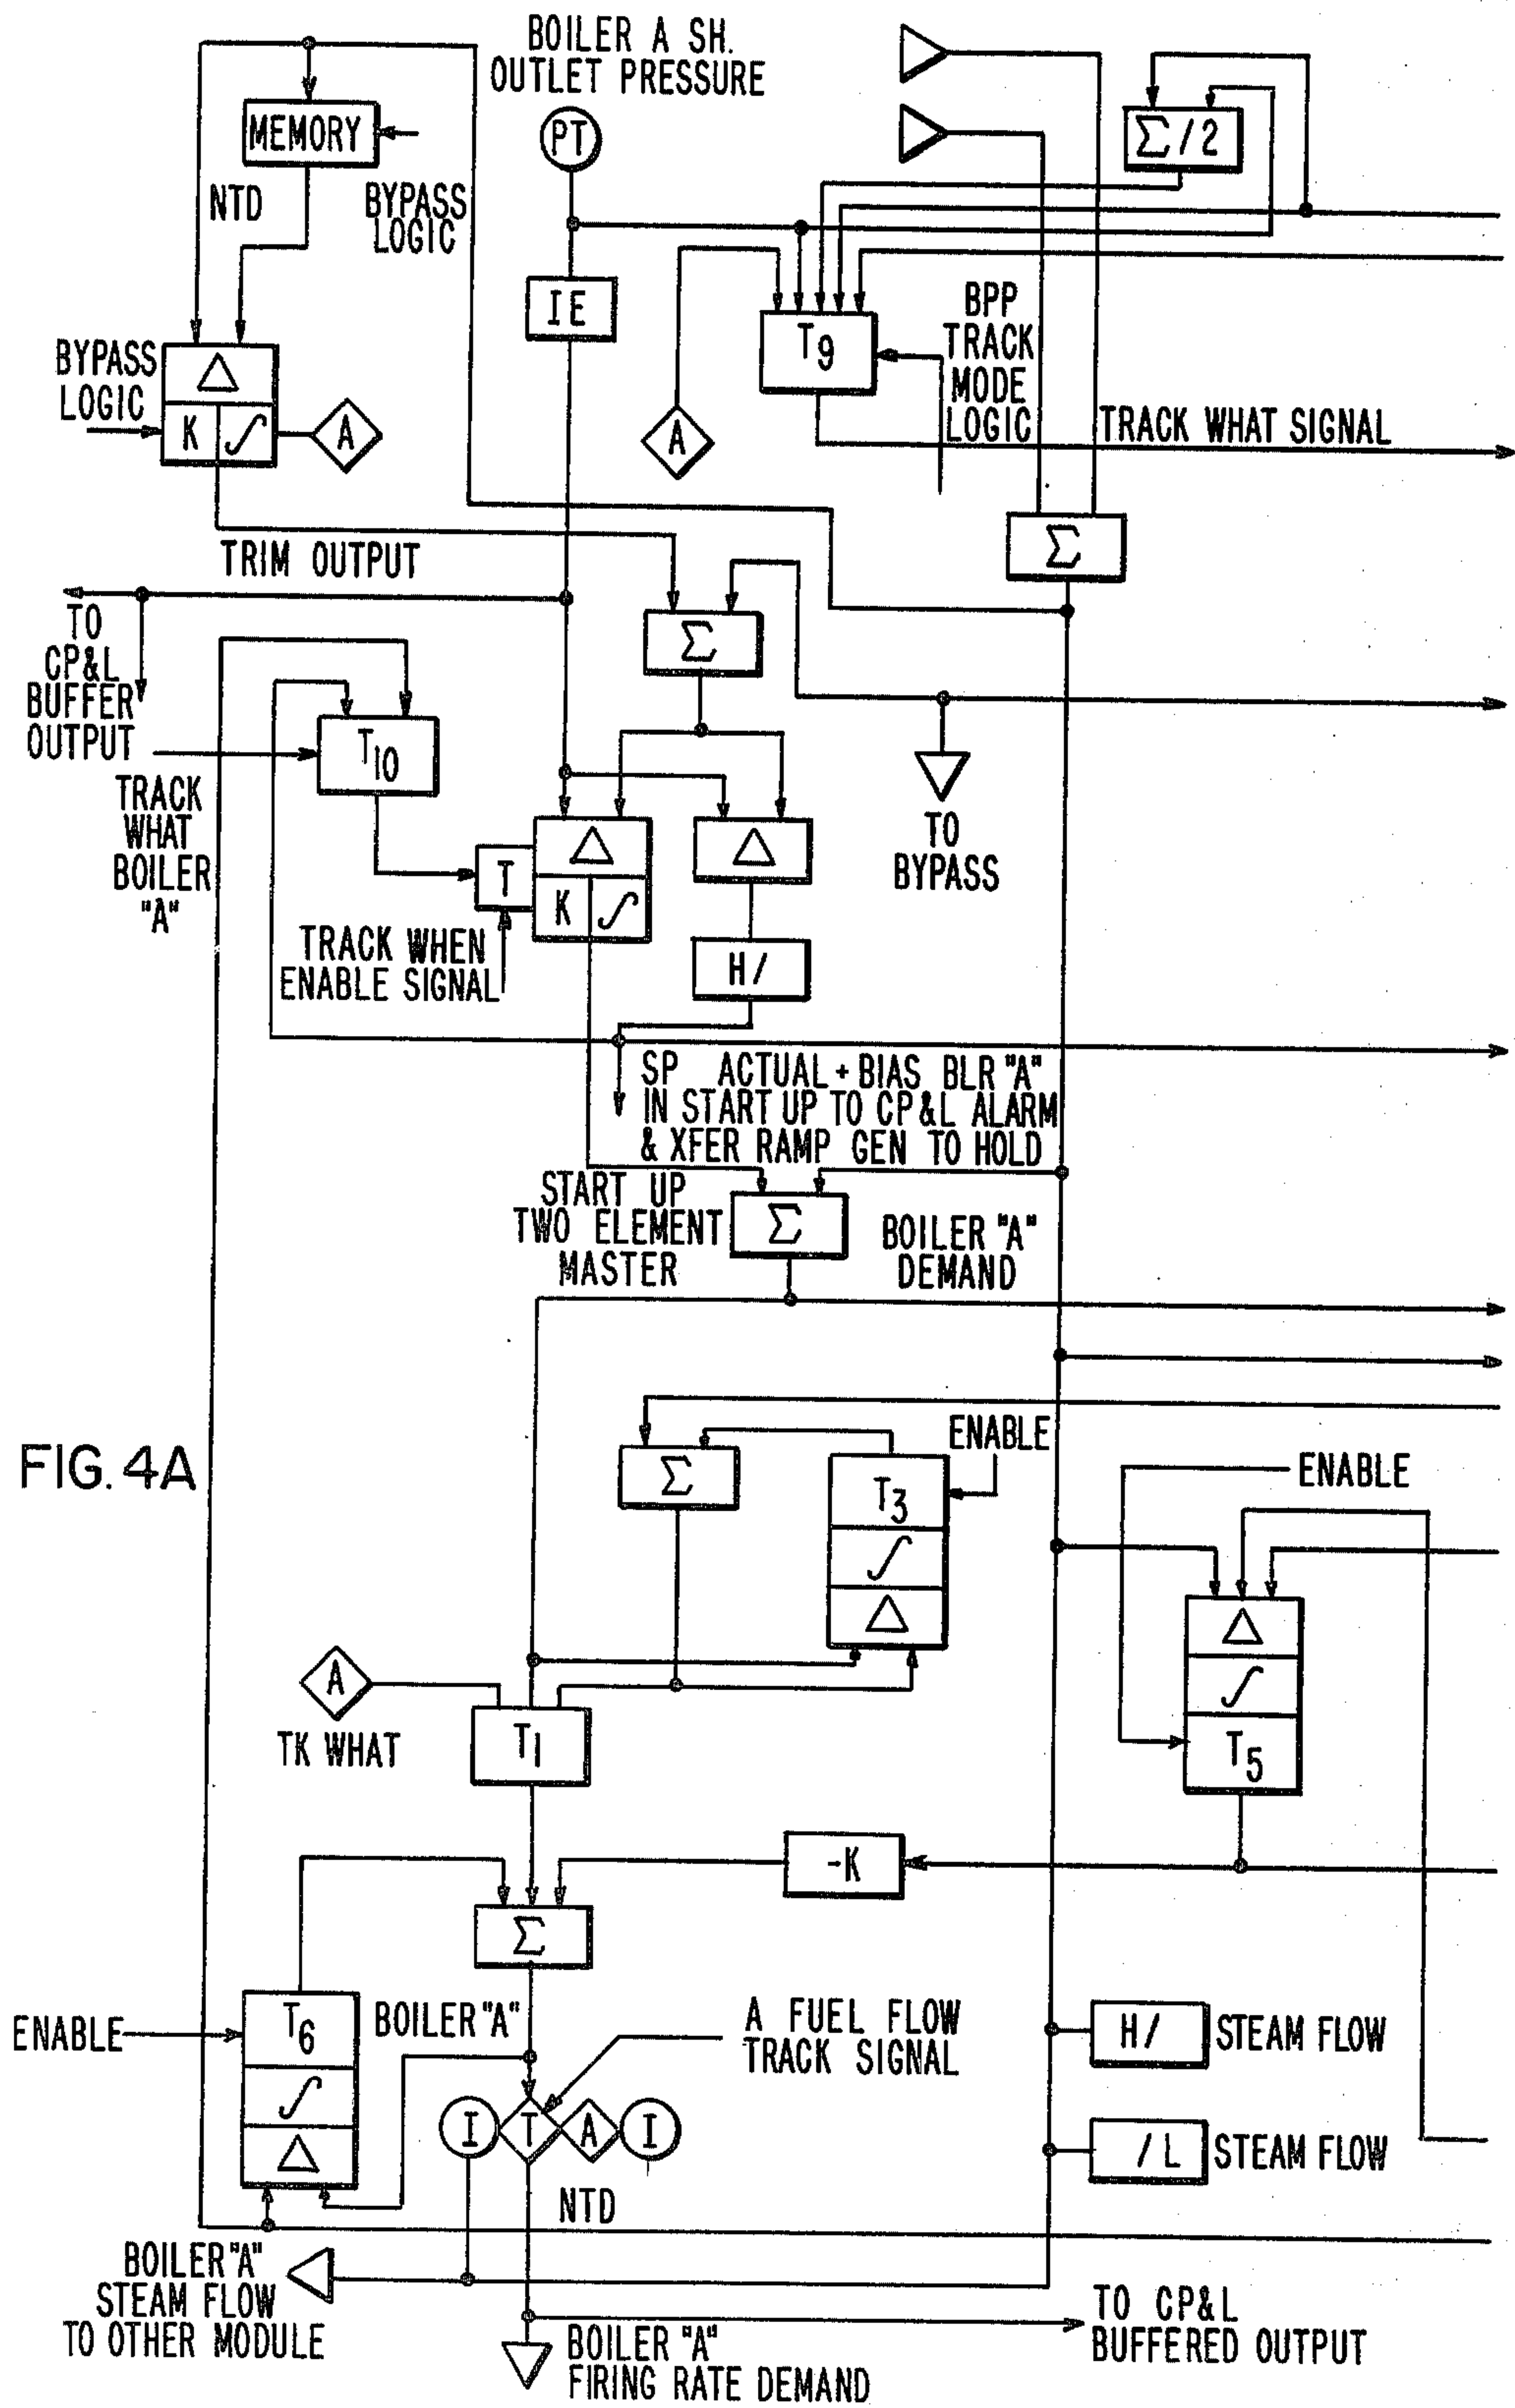 BOILER A SH.
OUTLET PRESSURE
MEMORY
PT
Σ/2
NTD
BYPASS
LOGIC
IE
BPP
TRACK
MODE
LOGIC
T9
BYPASS
LOGIC
Δ
K ∫
A
A
TRACK WHAT SIGNAL
Σ
TRIM OUTPUT
TO
CP&L
BUFFER
OUTPUT
Σ
T10
TRACK
WHAT
BOILER
"A"
T
Δ
K ∫
Δ
TO
BYPASS
TRACK WHEN
ENABLE SIGNAL
H/
SP ACTUAL + BIAS BLR "A"
IN START UP TO CP&L ALARM
& XFER RAMP GEN TO HOLD
START UP
TWO ELEMENT
MASTER
Σ
BOILER "A"
DEMAND
FIG. 4A
Σ
ENABLE
T3
∫
Δ
ENABLE
Δ
∫
T5
A
TK WHAT
T1
-K
Σ
ENABLE
T6
∫
Δ
BOILER "A"
A FUEL FLOW
TRACK SIGNAL
H/ STEAM FLOW
I T A I
/L STEAM FLOW
NTD
BOILER "A"
STEAM FLOW
TO OTHER MODULE
TO CP&L
BUFFERED OUTPUT
BOILER "A"
FIRING RATE DEMAND